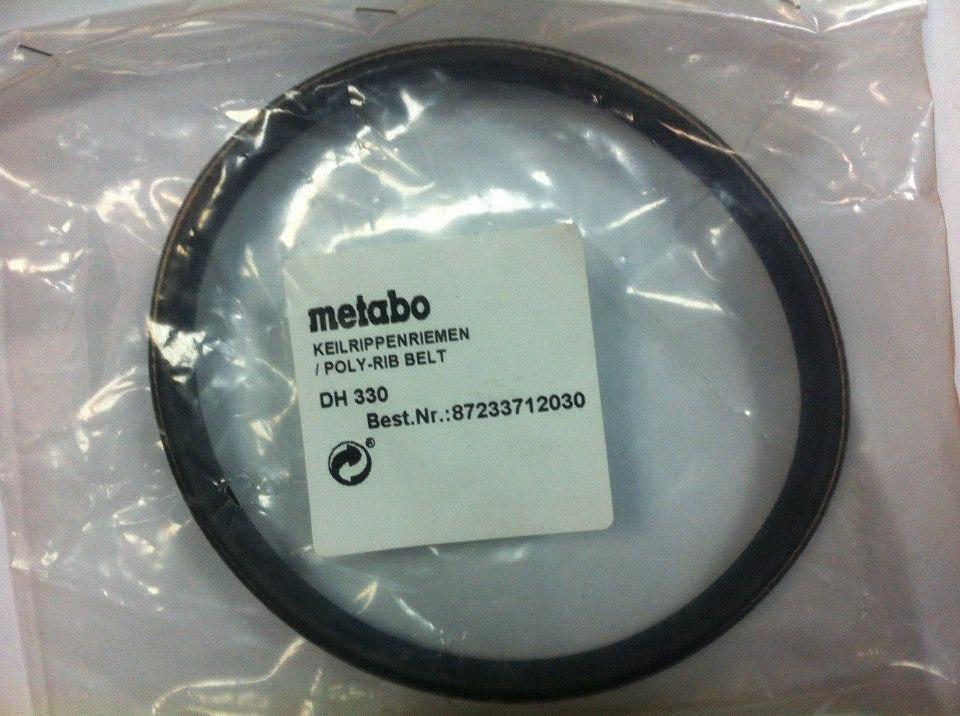 metabo
KEILRIPPENRIEMEN
/ POLY-RIB BELT
DH 330
Best.Nr.:87233712030
®